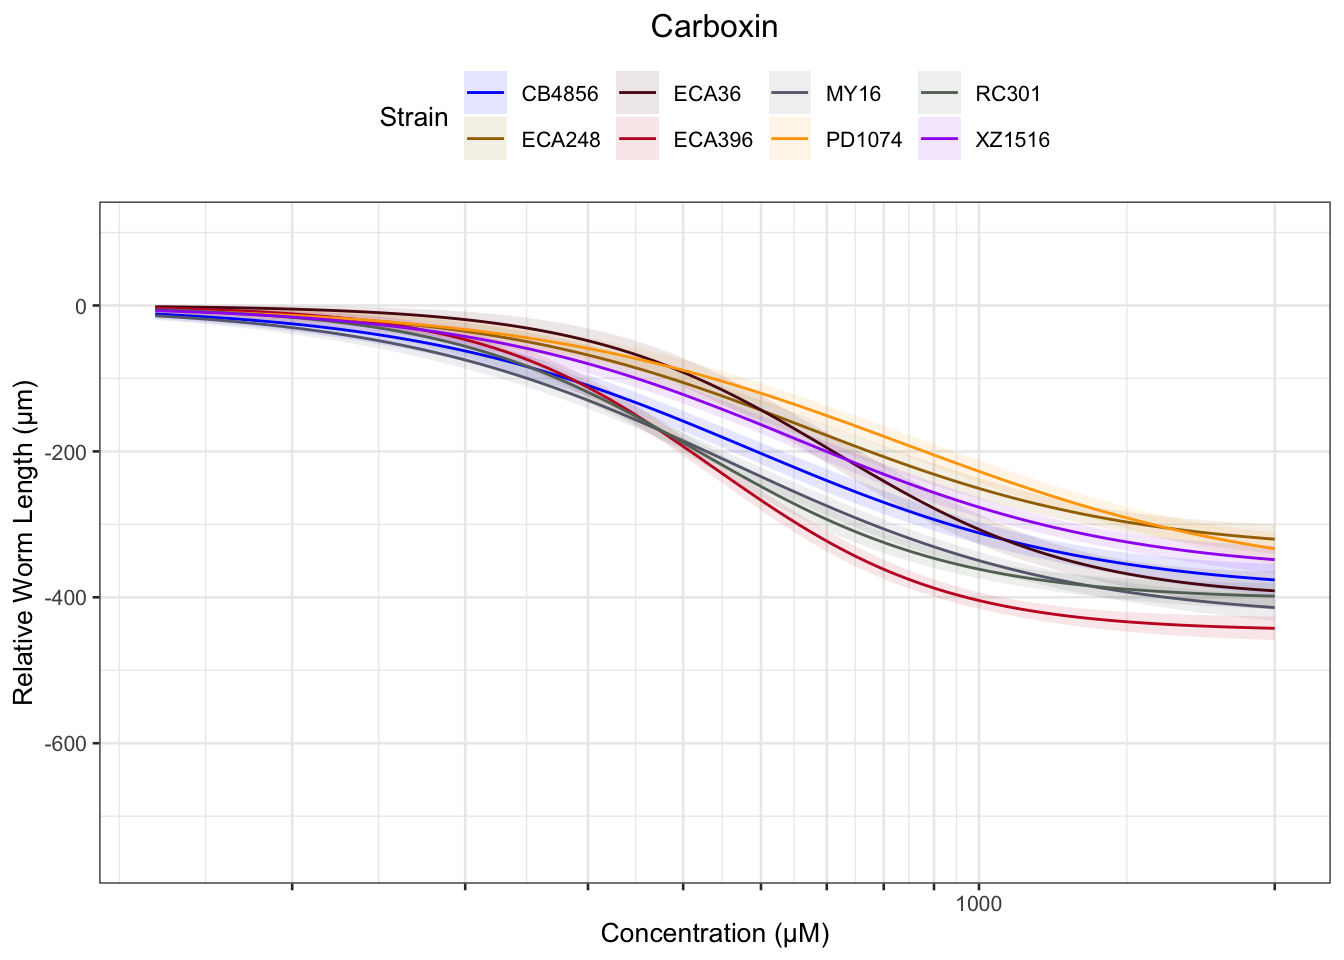 Carboxin
Strain
CB4856 ECA36 MY16 RC301
ECA248 ECA396 PD1074 XZ1516
Relative Worm Length (µm)
0
-200
-400
-600
1000
Concentration (µM)